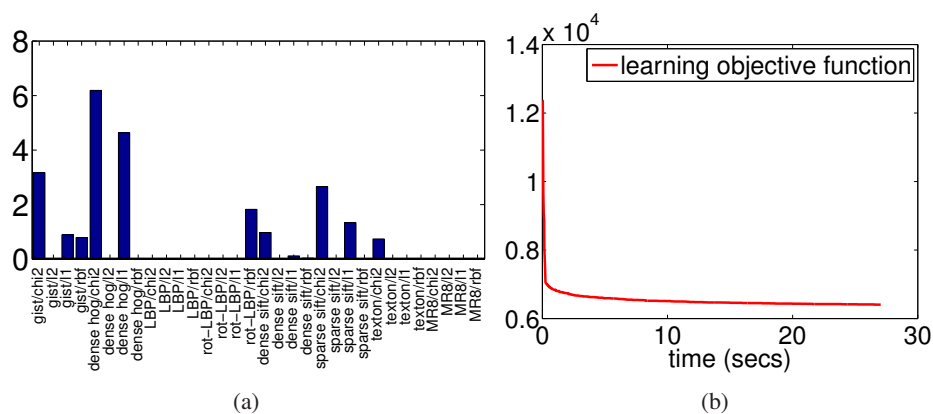 8
6
4
2
0
gist/chi2
gist/l2
gist/l1
gist/rbf
dense hog/chi2
dense hog/l2
dense hog/l1
dense hog/rbf
LBP/chi2
LBP/l2
LBP/l1
LBP/rbf
rot-LBP/chi2
rot-LBP/l2
rot-LBP/l1
rot-LBP/rbf
dense sift/chi2
dense sift/l2
dense sift/l1
dense sift/rbf
sparse sift/chi2
sparse sift/l2
sparse sift/l1
sparse sift/rbf
texton/chi2
texton/l2
texton/l1
texton/rbf
MR8/chi2
MR8/l2
MR8/l1
MR8/rbf
(a)
x 10^4
1.4
1.2
1
0.8
0.6
learning objective function
0 10 20 30
time (secs)
(b)